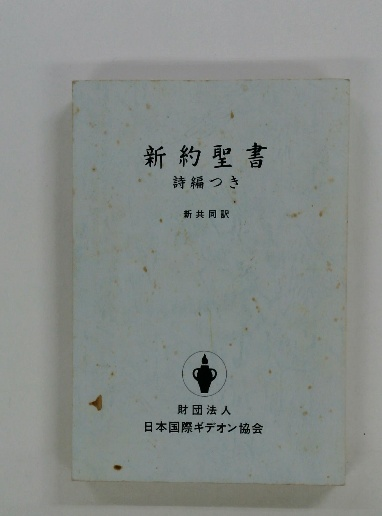 新約聖書
詩編つき
新共同訳
財団法人
日本国際ギデオン協会